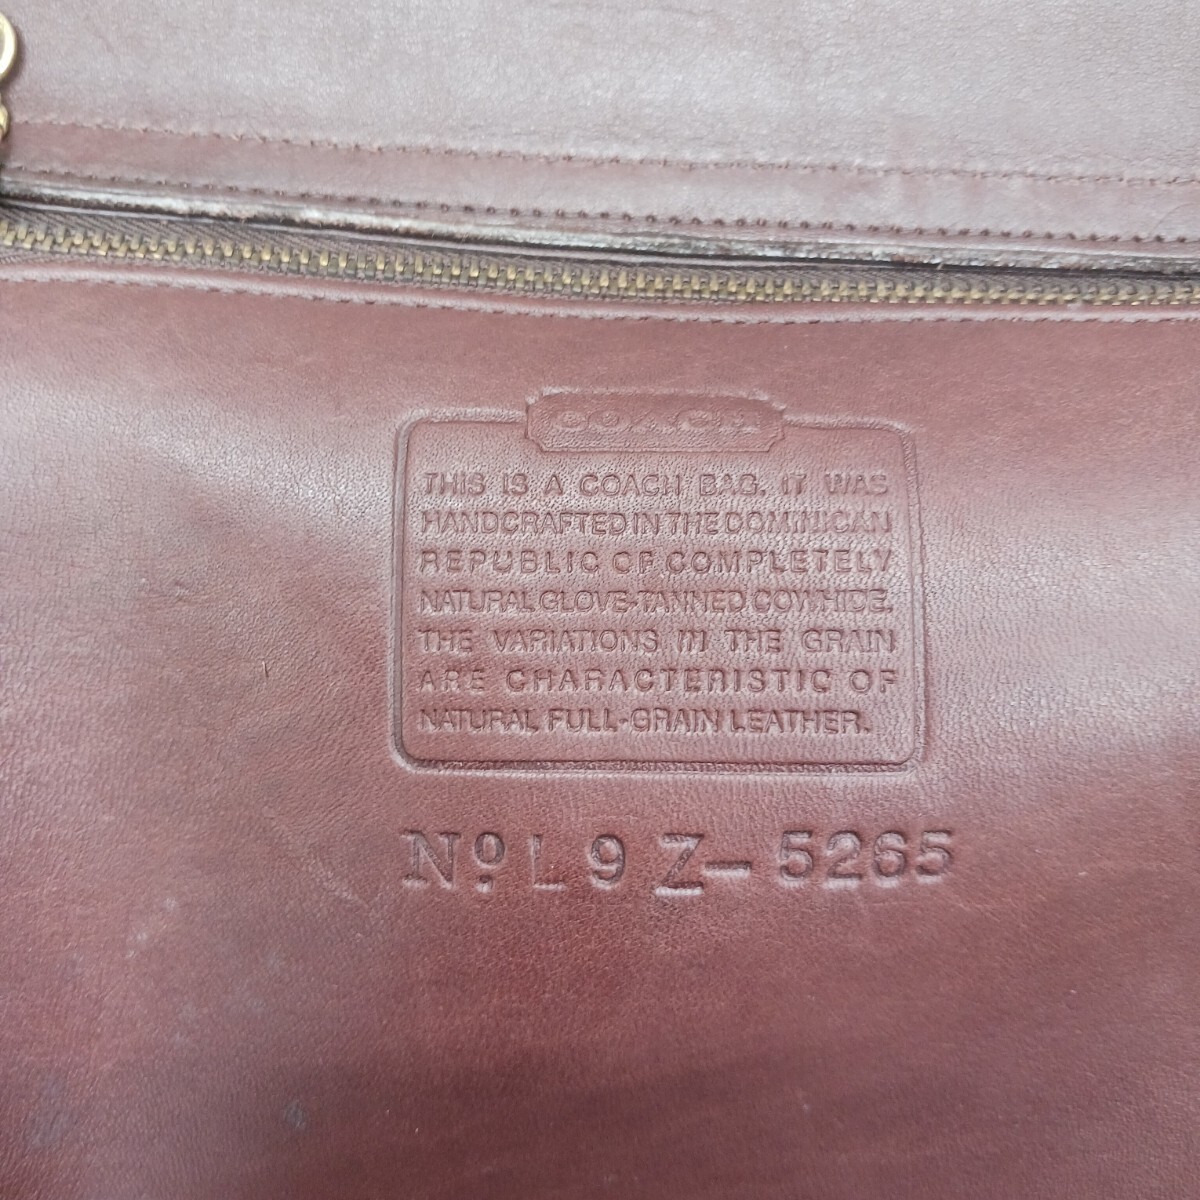 COACH
THIS IS A COACH BAG. IT WAS
HANDCRAFTED IN THE DOMINICAN
REPUBLIC OF COMPLETELY
NATURAL GLOVE-TANNED COWHIDE.
THE VARIATIONS IN THE GRAIN
ARE CHARACTERISTIC OF
NATURAL FULL-GRAIN LEATHER.
Nº L9Z-5265